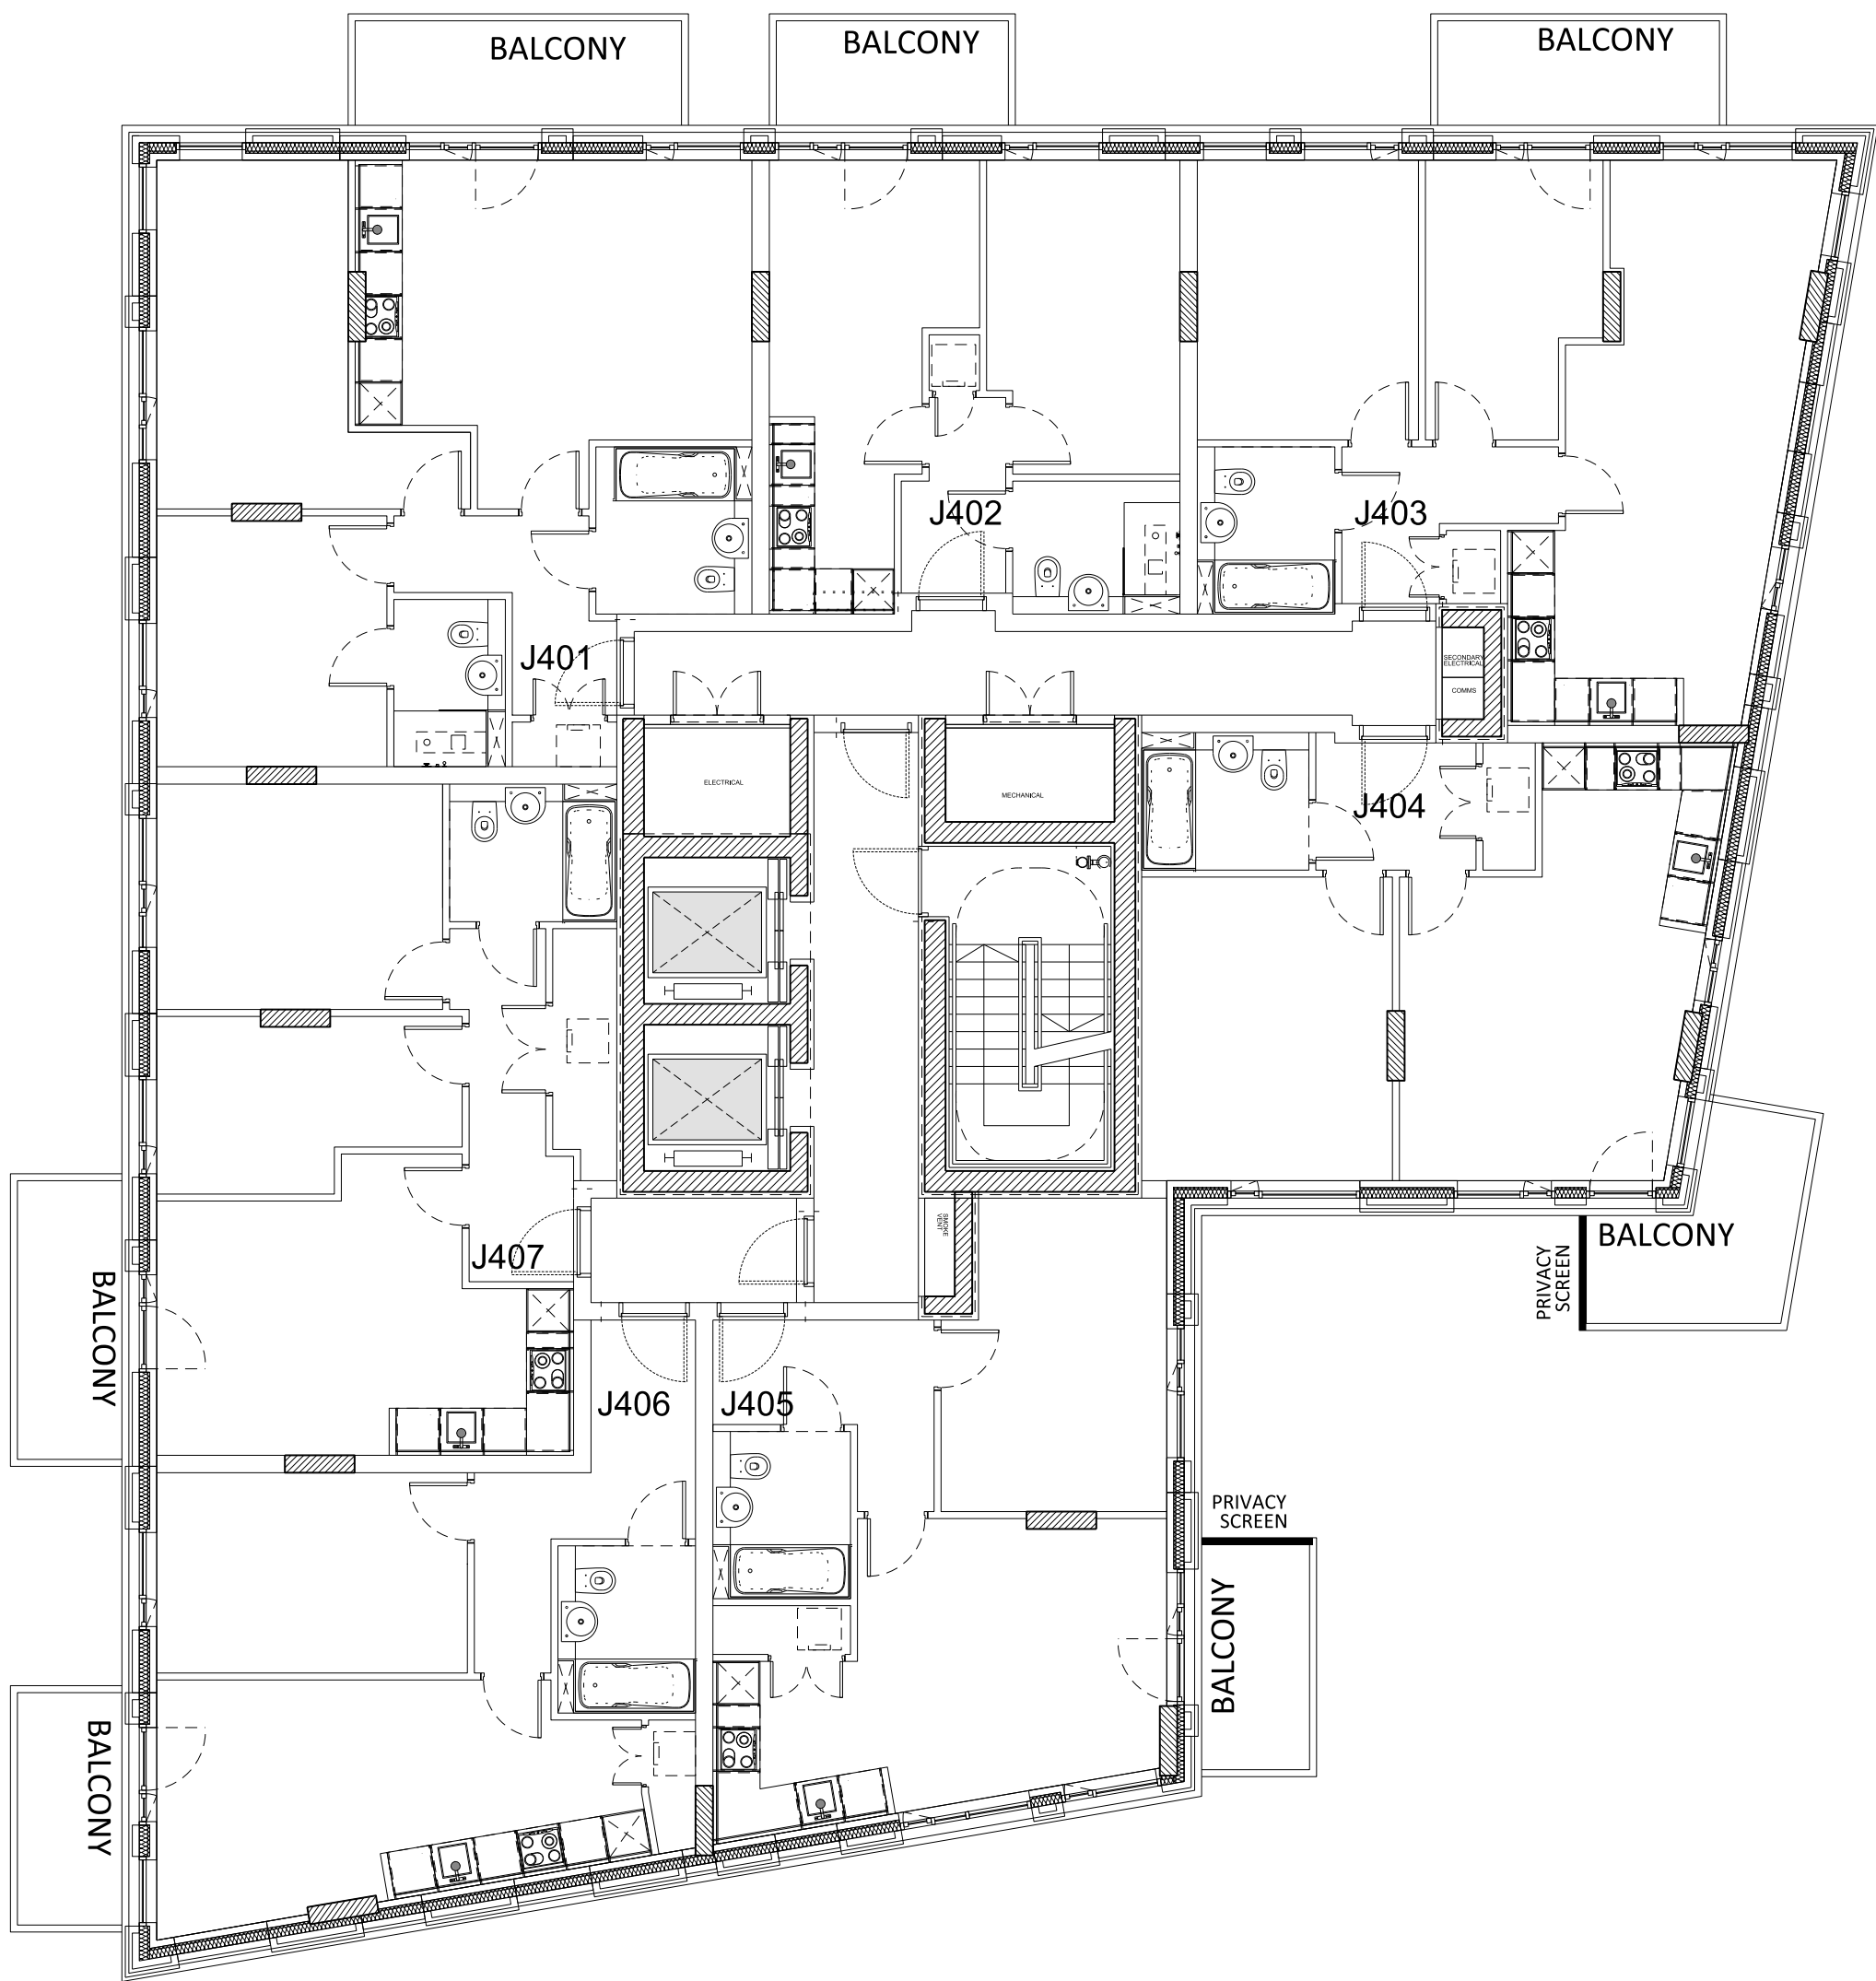 BALCONY
BALCONY
BALCONY
J402
J403
J401
SECONDARY
ELECTRICAL
COMMS
ELECTRICAL
MECHANICAL
J404
SMOKE
VENT
BALCONY
PRIVACY
SCREEN
J407
BALCONY
J406
J405
PRIVACY
SCREEN
BALCONY
BALCONY